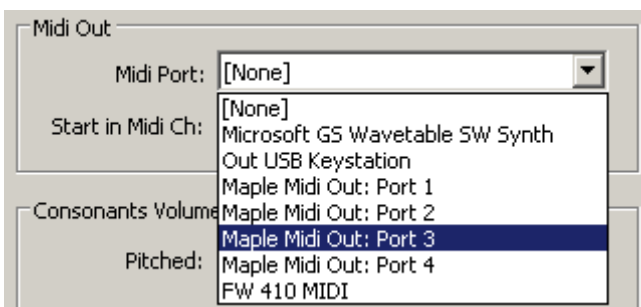 Midi Out
Midi Port: [None]
[None]
Start in Midi Ch: Microsoft GS Wavetable SW Synth
Out USB Keystation
Maple Midi Out: Port 1
Consonants Volume Maple Midi Out: Port 2
Maple Midi Out: Port 3
Pitched: Maple Midi Out: Port 4
FW 410 MIDI